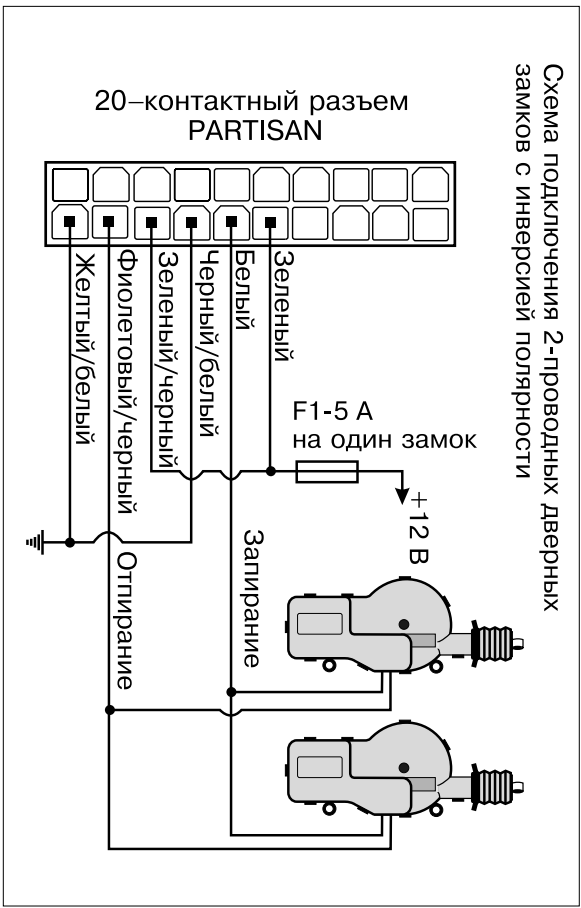 Схема подключения 2-проводных дверных
замков с инверсией полярности
20–контактный разъем
PARTISAN
Желтый/белый
Фиолетовый/черный
Зеленый/черный
Черный/белый
Белый
Зеленый
F1-5 А
на один замок
+12 В
Отпирание
Запирание